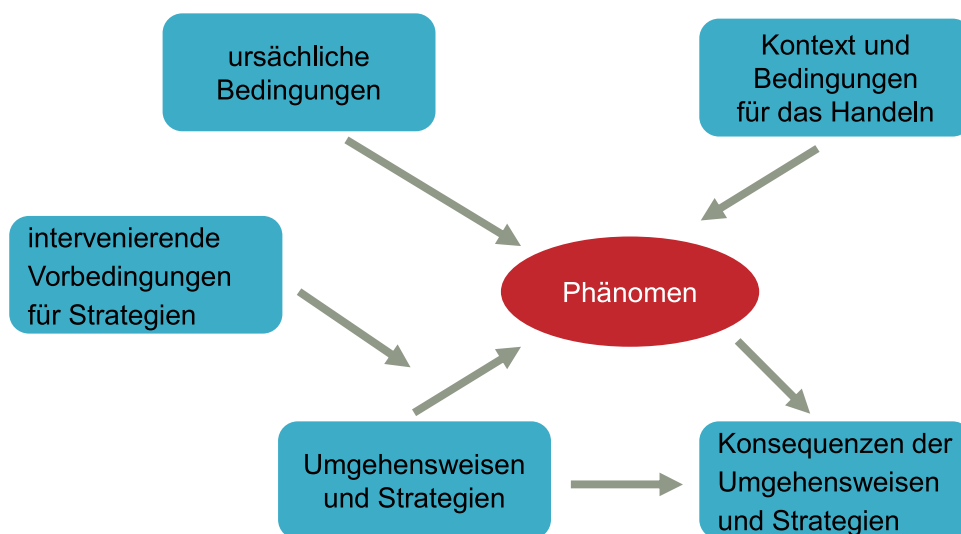 ursächliche
Bedingungen
Kontext und
Bedingungen
für das Handeln
intervenierende
Vorbedingungen
für Strategien
Phänomen
Umgehensweisen
und Strategien
Konsequenzen der
Umgehensweisen
und Strategien